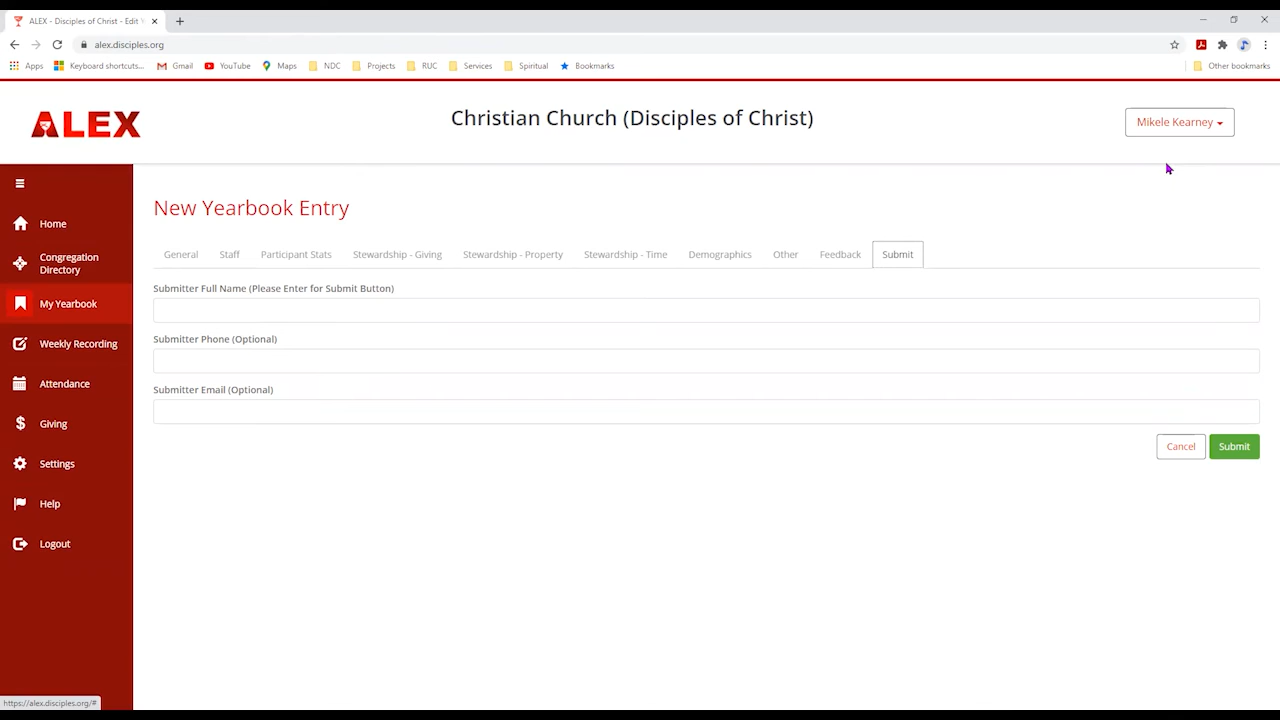 ALEX - Disciples of Christ - Edit
alex.disciples.org
Apps Keyboard shortcuts... Gmail YouTube Maps NDC Projects RUC Services Spiritual Bookmarks Other bookmarks
ALEX
Christian Church (Disciples of Christ)
Mikele Kearney
Home
Congregation
Directory
My Yearbook
Weekly Recording
Attendance
Giving
Settings
Help
Logout
New Yearbook Entry
General Staff Participant Stats Stewardship - Giving Stewardship - Property Stewardship - Time Demographics Other Feedback Submit
Submitter Full Name (Please Enter for Submit Button)
Submitter Phone (Optional)
Submitter Email (Optional)
Cancel Submit
https://alex.disciples.org/#